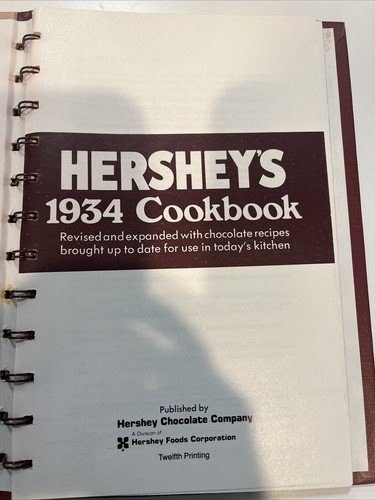 HERSHEY'S
1934 Cookbook
Revised and expanded with chocolate recipes
brought up to date for use in today's kitchen
Published by
Hershey Chocolate Company
A Division of
Hershey Foods Corporation
Twelfth Printing